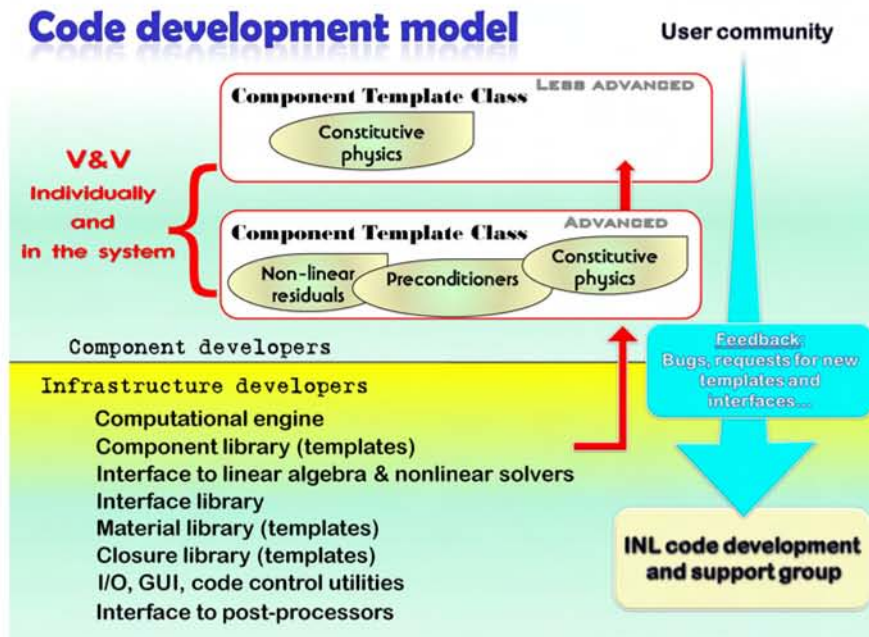 Code development model
User community
LESS ADVANCED
Component Template Class
Constitutive
physics
V&V
Individually
and
in the system
ADVANCED
Component Template Class
Non-linear
residuals
Preconditioners
Constitutive
physics
Component developers
Feedback:
Bugs, requests for new
templates and
interfaces...
Infrastructure developers
Computational engine
Component library (templates)
Interface to linear algebra & nonlinear solvers
Interface library
Material library (templates)
Closure library (templates)
I/O, GUI, code control utilities
Interface to post-processors
INL code development
and support group